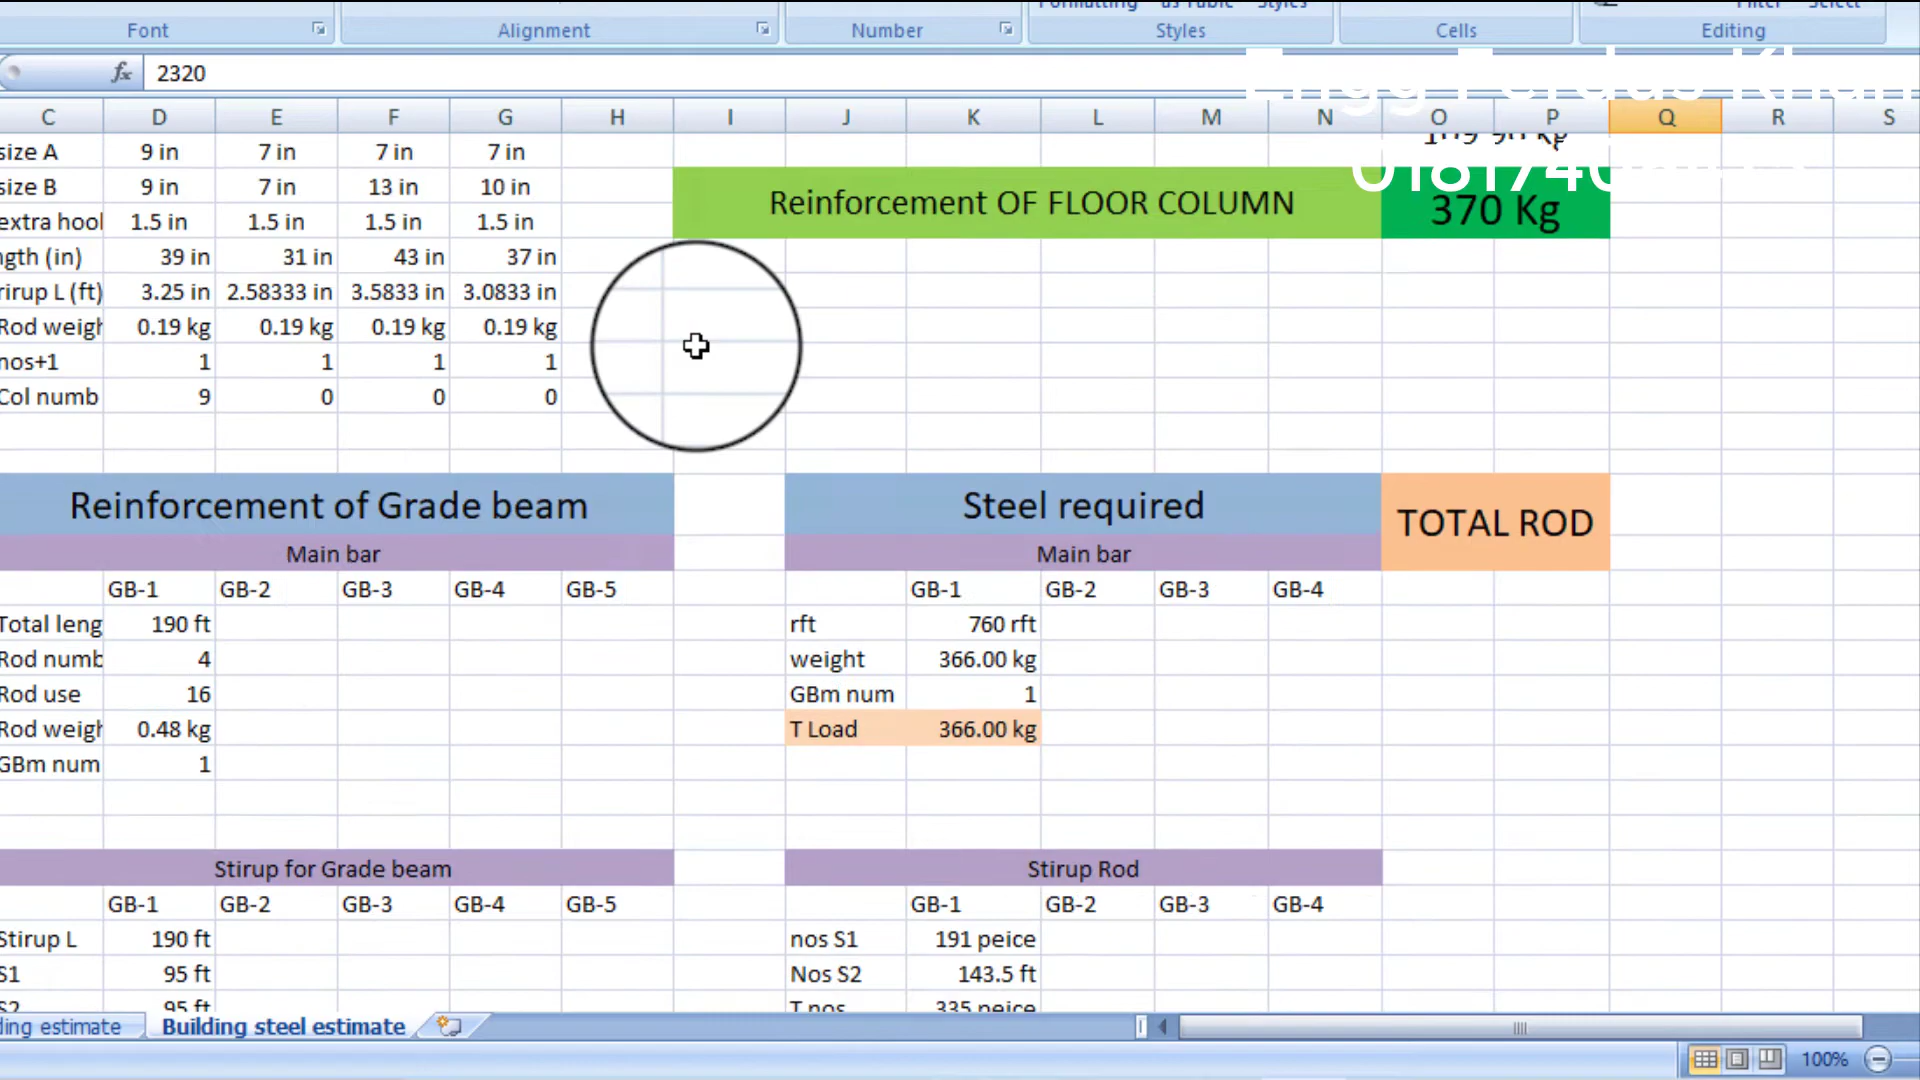 Font Alignment Number Styles Cells Editing
fx 2320
C D E F G H I J K L M N O P Q R S
size A 9 in 7 in 7 in 7 in
size B 9 in 7 in 13 in 10 in
extra hool 1.5 in 1.5 in 1.5 in 1.5 in
Reinforcement OF FLOOR COLUMN 370 Kg
ngth (in) 39 in 31 in 43 in 37 in
rirup L (ft) 3.25 in 2.58333 in 3.5833 in 3.0833 in
Rod weigh 0.19 kg 0.19 kg 0.19 kg 0.19 kg
nos+1 1 1 1 1
Col numb 9 0 0 0
Reinforcement of Grade beam Steel required TOTAL ROD
Main bar Main bar
GB-1 GB-2 GB-3 GB-4 GB-5 GB-1 GB-2 GB-3 GB-4
Total leng 190 ft rft 760 rft
Rod numb 4 weight 366.00 kg
Rod use 16 GBm num 1
Rod weigh 0.48 kg T Load 366.00 kg
GBm num 1
Stirup for Grade beam Stirup Rod
GB-1 GB-2 GB-3 GB-4 GB-5 GB-1 GB-2 GB-3 GB-4
Stirup L 190 ft nos S1 191 peice
S1 95 ft Nos S2 143.5 ft
S2 95 ft T nos 335 peice
ding estimate Building steel estimate
100%